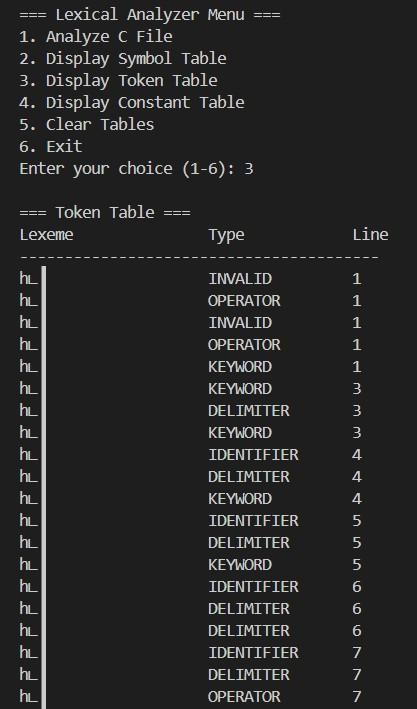 === Lexical Analyzer Menu ===
1. Analyze C File
2. Display Symbol Table
3. Display Token Table
4. Display Constant Table
5. Clear Tables
6. Exit
Enter your choice (1-6): 3
=== Token Table ===
Lexeme Type Line
----------------------------------------
h∟▐ INVALID 1
h∟▐ OPERATOR 1
h∟▐ INVALID 1
h∟▐ OPERATOR 1
h∟▐ KEYWORD 1
h∟▐ KEYWORD 3
h∟▐ DELIMITER 3
h∟▐ KEYWORD 3
h∟▐ IDENTIFIER 4
h∟▐ DELIMITER 4
h∟▐ KEYWORD 4
h∟▐ IDENTIFIER 5
h∟▐ DELIMITER 5
h∟▐ KEYWORD 5
h∟▐ IDENTIFIER 6
h∟▐ DELIMITER 6
h∟▐ DELIMITER 6
h∟▐ IDENTIFIER 7
h∟▐ DELIMITER 7
h∟▐ OPERATOR 7